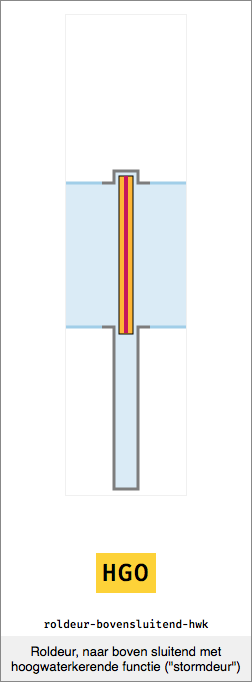 HGO
roldeur-bovensluitend-hwk
Roldeur, naar boven sluitend met
hoogwaterkerende functie ("stormdeur")